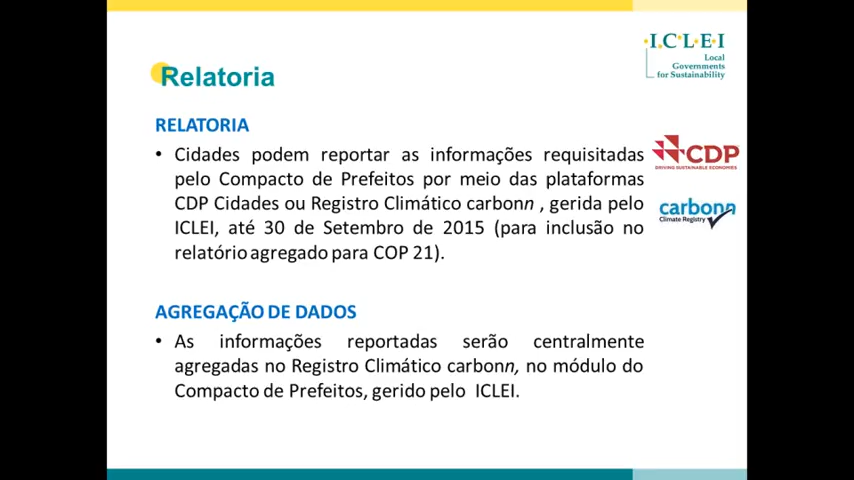 I.C.L.E.I
Local
Governments
for Sustainability
Relatoria
RELATORIA
• Cidades podem reportar as informações requisitadas
pelo Compacto de Prefeitos por meio das plataformas
CDP Cidades ou Registro Climático carbonn , gerida pelo
ICLEI, até 30 de Setembro de 2015 (para inclusão no
relatório agregado para COP 21).
CDP
DRIVING SUSTAINABLE ECONOMIES
carbonn
Climate Registry
AGREGAÇÃO DE DADOS
• As informações reportadas serão centralmente
agregadas no Registro Climático carbonn, no módulo do
Compacto de Prefeitos, gerido pelo ICLEI.